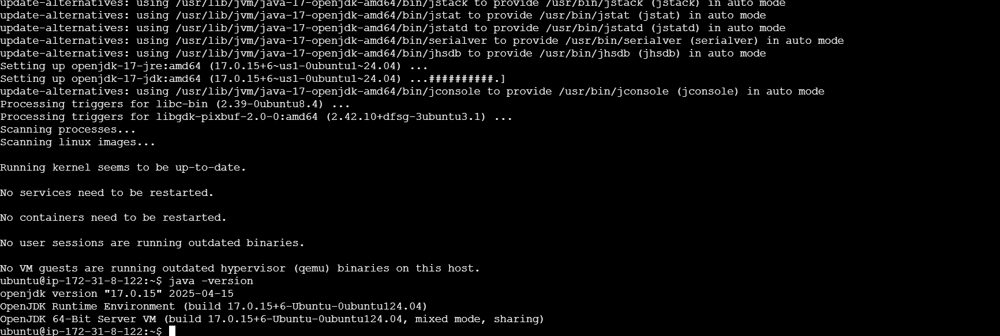 update-alternatives: using /usr/lib/jvm/java-17-openjdk-amd64/bin/jstack to provide /usr/bin/jstack (jstack) in auto mode
update-alternatives: using /usr/lib/jvm/java-17-openjdk-amd64/bin/jstat to provide /usr/bin/jstat (jstat) in auto mode
update-alternatives: using /usr/lib/jvm/java-17-openjdk-amd64/bin/jstatd to provide /usr/bin/jstatd (jstatd) in auto mode
update-alternatives: using /usr/lib/jvm/java-17-openjdk-amd64/bin/serialver to provide /usr/bin/serialver (serialver) in auto mode
update-alternatives: using /usr/lib/jvm/java-17-openjdk-amd64/bin/jhsdb to provide /usr/bin/jhsdb (jhsdb) in auto mode
Setting up openjdk-17-jre:amd64 (17.0.15+6~us1-0ubuntu1~24.04) ...
Setting up openjdk-17-jdk:amd64 (17.0.15+6~us1-0ubuntu1~24.04) ...##########.]
update-alternatives: using /usr/lib/jvm/java-17-openjdk-amd64/bin/jconsole to provide /usr/bin/jconsole (jconsole) in auto mode
Processing triggers for libc-bin (2.39-0ubuntu8.4) ...
Processing triggers for libgdk-pixbuf-2.0-0:amd64 (2.42.10+dfsg-3ubuntu3.1) ...
Scanning processes...
Scanning linux images...
Running kernel seems to be up-to-date.
No services need to be restarted.
No containers need to be restarted.
No user sessions are running outdated binaries.
No VM guests are running outdated hypervisor (qemu) binaries on this host.
ubuntu@ip-172-31-8-122:~$ java -version
openjdk version "17.0.15" 2025-04-15
OpenJDK Runtime Environment (build 17.0.15+6-Ubuntu-0ubuntu124.04)
OpenJDK 64-Bit Server VM (build 17.0.15+6-Ubuntu-0ubuntu124.04, mixed mode, sharing)
ubuntu@ip-172-31-8-122:~$